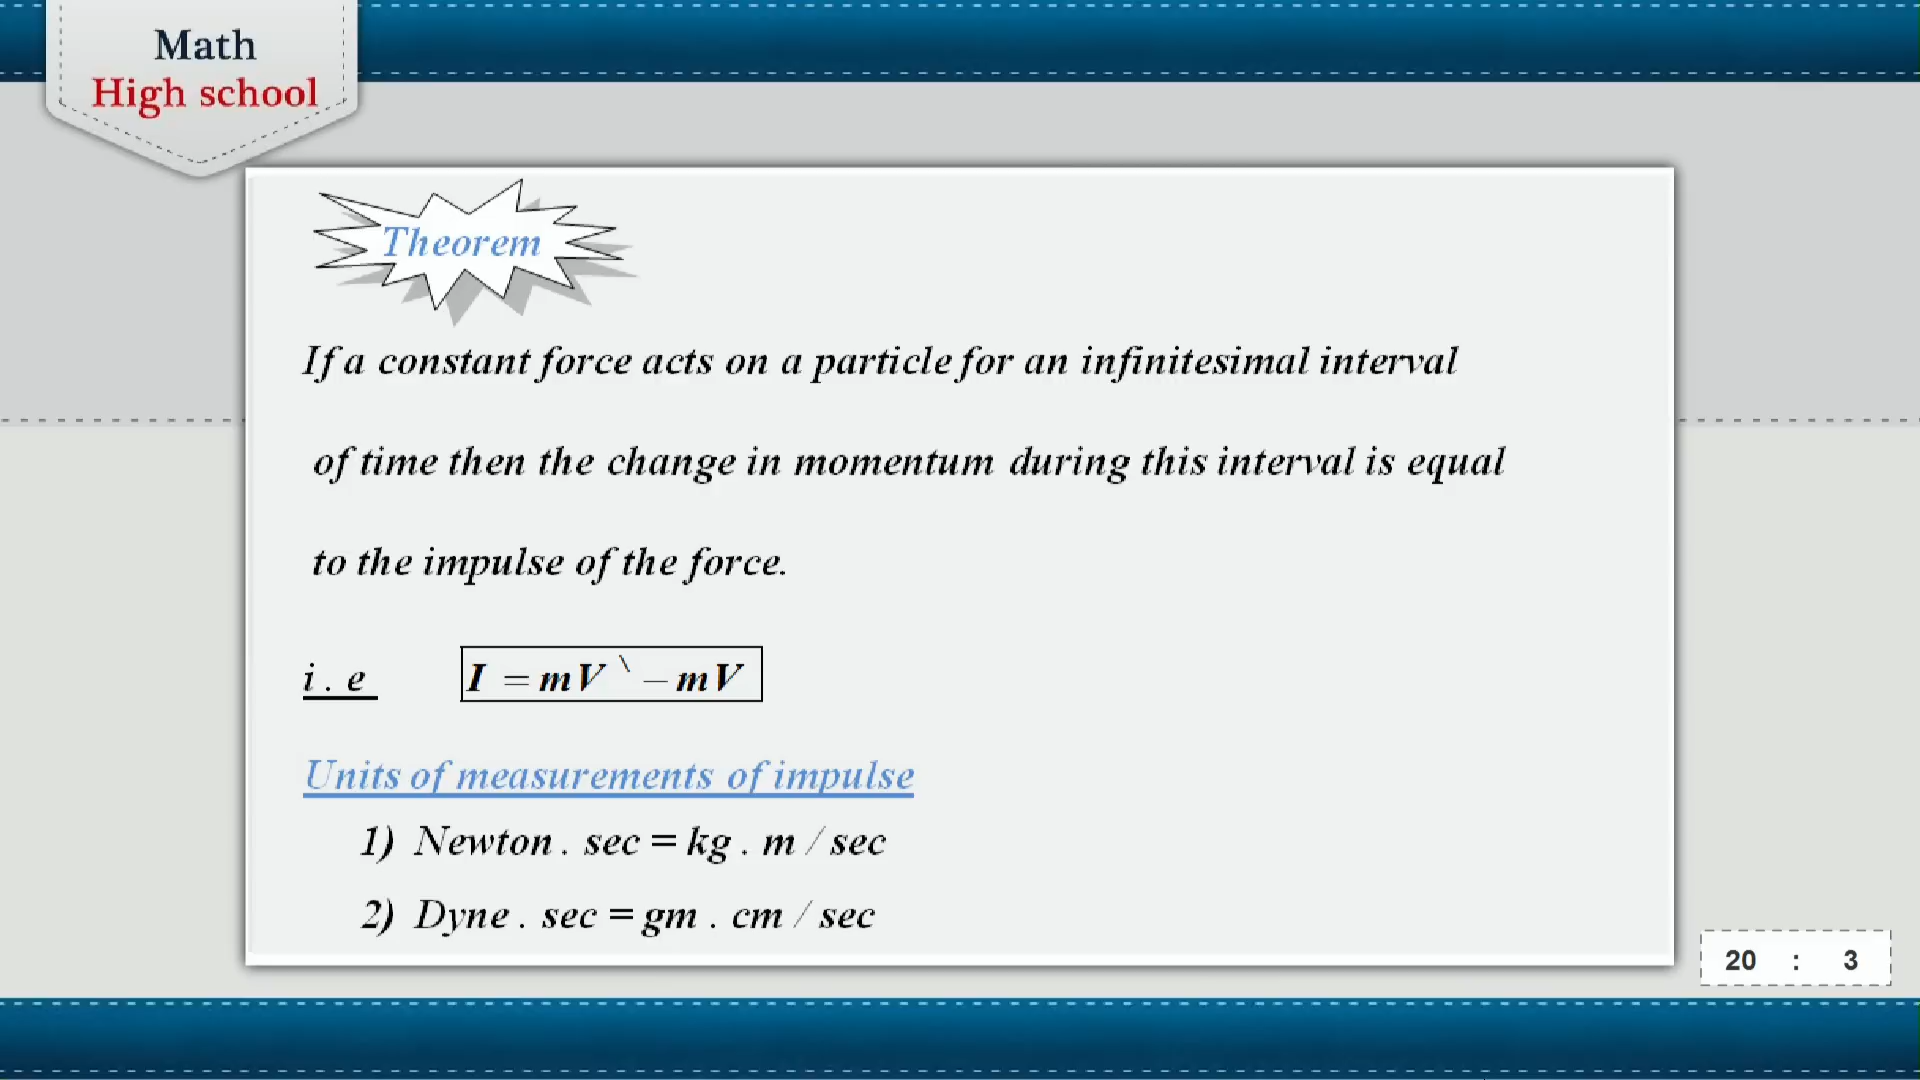 Math
High school
Theorem
If a constant force acts on a particle for an infinitesimal interval
of time then the change in momentum during this interval is equal
to the impulse of the force.
i . e I = mV` – mV
Units of measurements of impulse
1) Newton . sec = kg . m / sec
2) Dyne . sec = gm . cm / sec
20 : 3